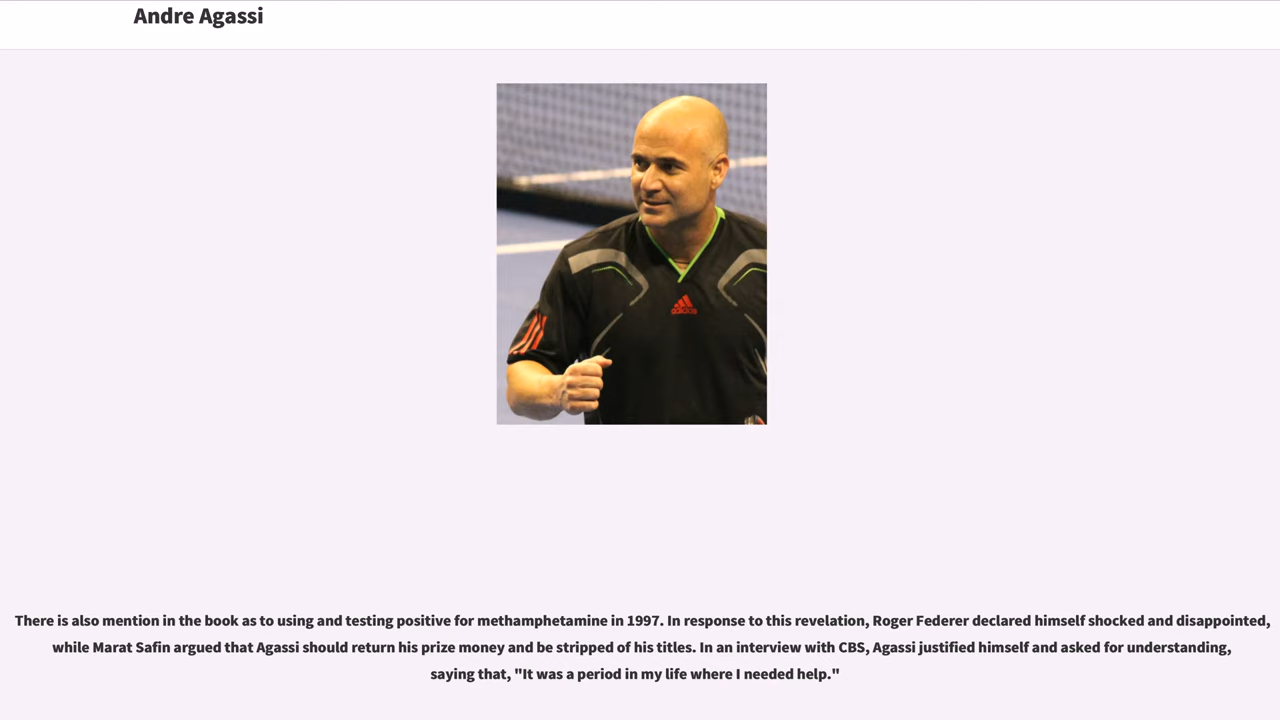 Andre Agassi
adidas
There is also mention in the book as to using and testing positive for methamphetamine in 1997. In response to this revelation, Roger Federer declared himself shocked and disappointed,
while Marat Safin argued that Agassi should return his prize money and be stripped of his titles. In an interview with CBS, Agassi justified himself and asked for understanding,
saying that, "It was a period in my life where I needed help."